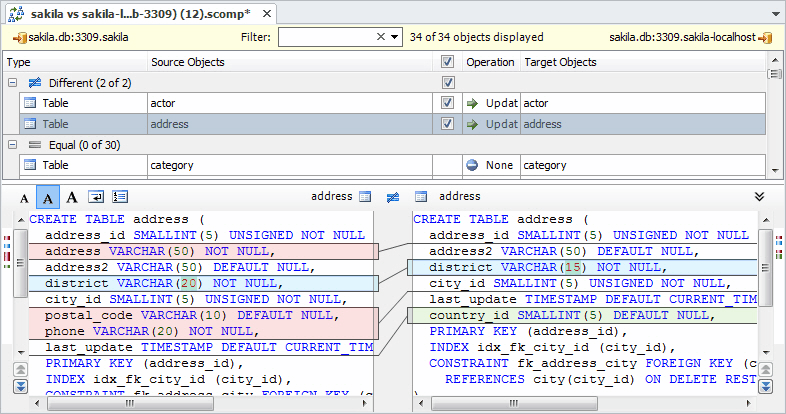 sakila vs sakila-l...b-3309) (12).scomp*
sakila.db:3309.sakila Filter: 34 of 34 objects displayed sakila.db:3309.sakila-localhost
Type Source Objects Operation Target Objects
Different (2 of 2)
Table actor Updat actor
Table address Updat address
Equal (0 of 30)
Table category None category
A A A address address
CREATE TABLE address (
address_id SMALLINT(5) UNSIGNED NOT NULL
address VARCHAR(50) NOT NULL,
address2 VARCHAR(50) DEFAULT NULL,
district VARCHAR(20) NOT NULL,
city_id SMALLINT(5) UNSIGNED NOT NULL,
postal_code VARCHAR(10) DEFAULT NULL,
phone VARCHAR(20) NOT NULL,
last_update TIMESTAMP DEFAULT CURRENT_TIM
PRIMARY KEY (address_id),
INDEX idx_fk_city_id (city_id),
CONSTRAINT fk_address_city FOREIGN KEY (c
CREATE TABLE address (
address_id SMALLINT(5) UNSIGNED NOT NULL
address2 VARCHAR(50) DEFAULT NULL,
district VARCHAR(15) NOT NULL,
city_id SMALLINT(5) UNSIGNED NOT NULL,
last_update TIMESTAMP DEFAULT CURRENT_TIM
country_id SMALLINT(5) DEFAULT NULL,
PRIMARY KEY (address_id),
INDEX idx_fk_city_id (city_id),
CONSTRAINT fk_address_city FOREIGN KEY (c
REFERENCES city(city_id) ON DELETE REST
)